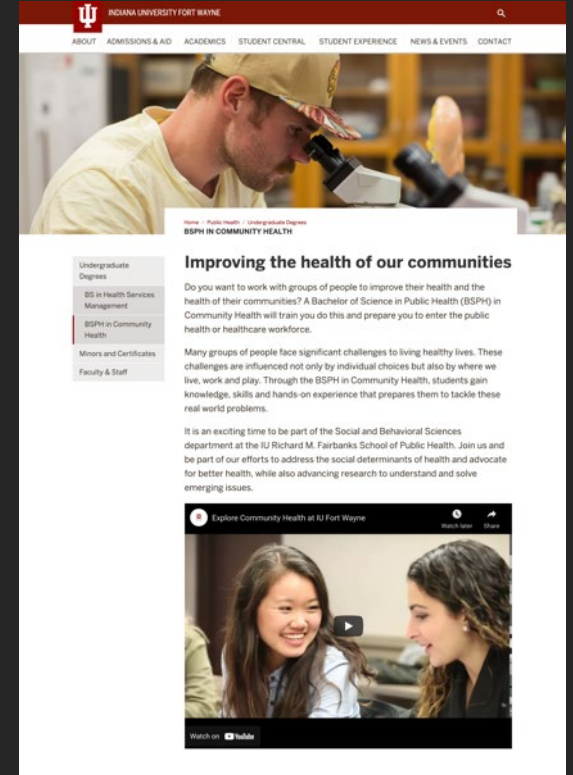 INDIANA UNIVERSITY FORT WAYNE
ABOUT ADMISSIONS & AID ACADEMICS STUDENT CENTRAL STUDENT EXPERIENCE NEWS & EVENTS CONTACT
Home / Public Health / Undergraduate Degrees
BSPH IN COMMUNITY HEALTH
Undergraduate
Degrees
BS in Health Services
Management
BSPH in Community
Health
Minors and Certificates
Faculty & Staff
Improving the health of our communities
Do you want to work with groups of people to improve their health and the
health of their communities? A Bachelor of Science in Public Health (BSPH) in
Community Health will train you do this and prepare you to enter the public
health or healthcare workforce.
Many groups of people face significant challenges to living healthy lives. These
challenges are influenced not only by individual choices but also by where we
live, work and play. Through the BSPH in Community Health, students gain
knowledge, skills and hands-on experience that prepares them to tackle these
real world problems.
It is an exciting time to be part of the Social and Behavioral Sciences
department at the IU Richard M. Fairbanks School of Public Health. Join us and
be part of our efforts to address the social determinants of health and advocate
for better health, while also advancing research to understand and solve
emerging issues.
Explore Community Health at IU Fort Wayne
Watch later Share
Watch on YouTube